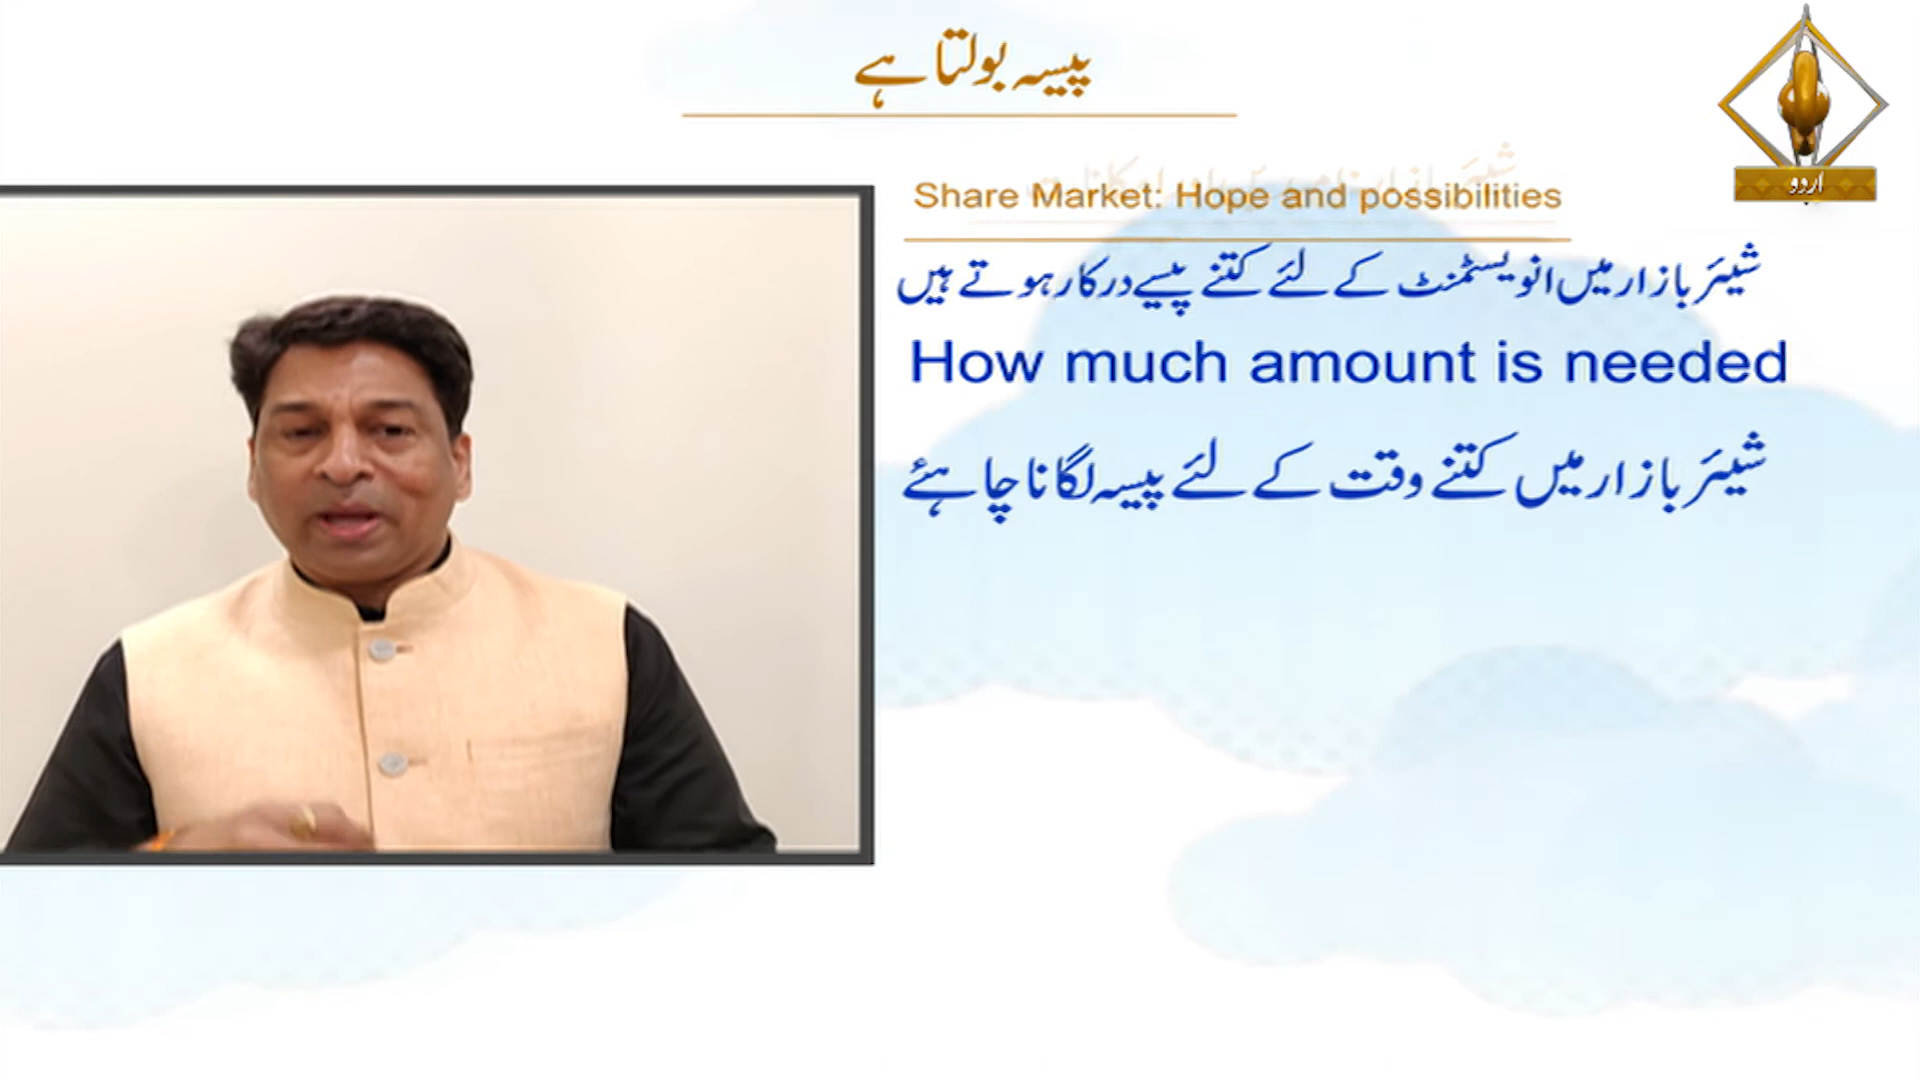 پیسہ بولتا ہے
اردو
Share Market: Hope and possibilities
شیئر بازار میں انویسٹمنٹ کے لئے کتنے پیسے درکار ہوتے ہیں
How much amount is needed
شیئر بازار میں کتنے وقت کے لئے پیسہ لگانا چاہئے